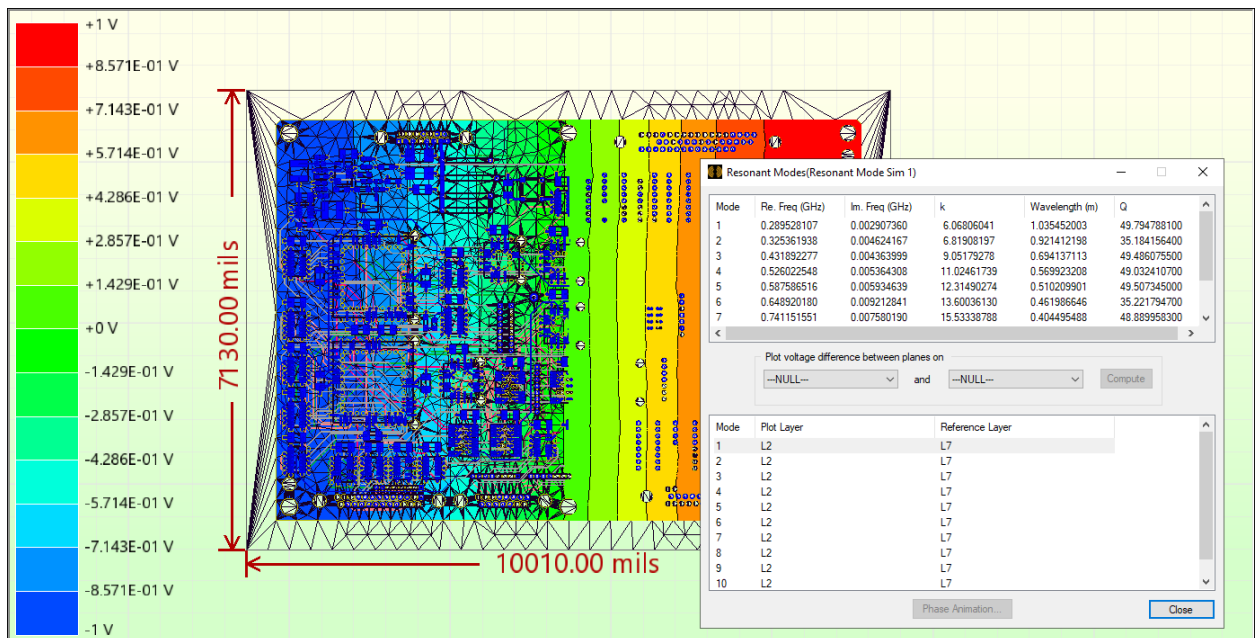 +1 V
+8.571E-01 V
+7.143E-01 V
+5.714E-01 V
+4.286E-01 V
+2.857E-01 V
+1.429E-01 V
+0 V
-1.429E-01 V
-2.857E-01 V
-4.286E-01 V
-5.714E-01 V
-7.143E-01 V
-8.571E-01 V
-1 V
7130.00 mils
10010.00 mils
Resonant Modes(Resonant Mode Sim 1)
Mode Re. Freq (GHz) Im. Freq (GHz) k Wavelength (m) Q
1 0.289528107 0.002907360 6.06806041 1.035452003 49.794788100
2 0.325361938 0.004624167 6.81908197 0.921412198 35.184156400
3 0.431892277 0.004363999 9.05179278 0.694137113 49.486075500
4 0.526022548 0.005364308 11.02461739 0.569923208 49.032410700
5 0.587586516 0.005934639 12.31490274 0.510209901 49.507345000
6 0.648920180 0.009212841 13.60036130 0.461986646 35.221794700
7 0.741151551 0.007580190 15.53338788 0.404495488 48.889958300
Plot voltage difference between planes on
---NULL--- and ---NULL--- Compute
Mode Plot Layer Reference Layer
1 L2 L7
2 L2 L7
3 L2 L7
4 L2 L7
5 L2 L7
6 L2 L7
7 L2 L7
8 L2 L7
9 L2 L7
10 L2 L7
Phase Animation... Close